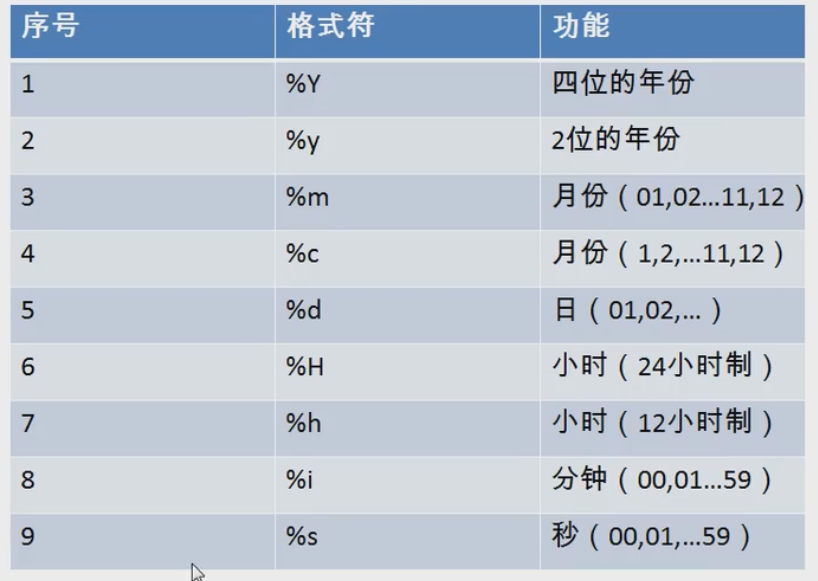 序号 格式符 功能
1 %Y 四位的年份
2 %y 2位的年份
3 %m 月份（01,02…11,12）
4 %c 月份（1,2,…11,12）
5 %d 日（01,02,…）
6 %H 小时（24小时制）
7 %h 小时（12小时制）
8 %i 分钟（00,01…59）
9 %s 秒（00,01,…59）